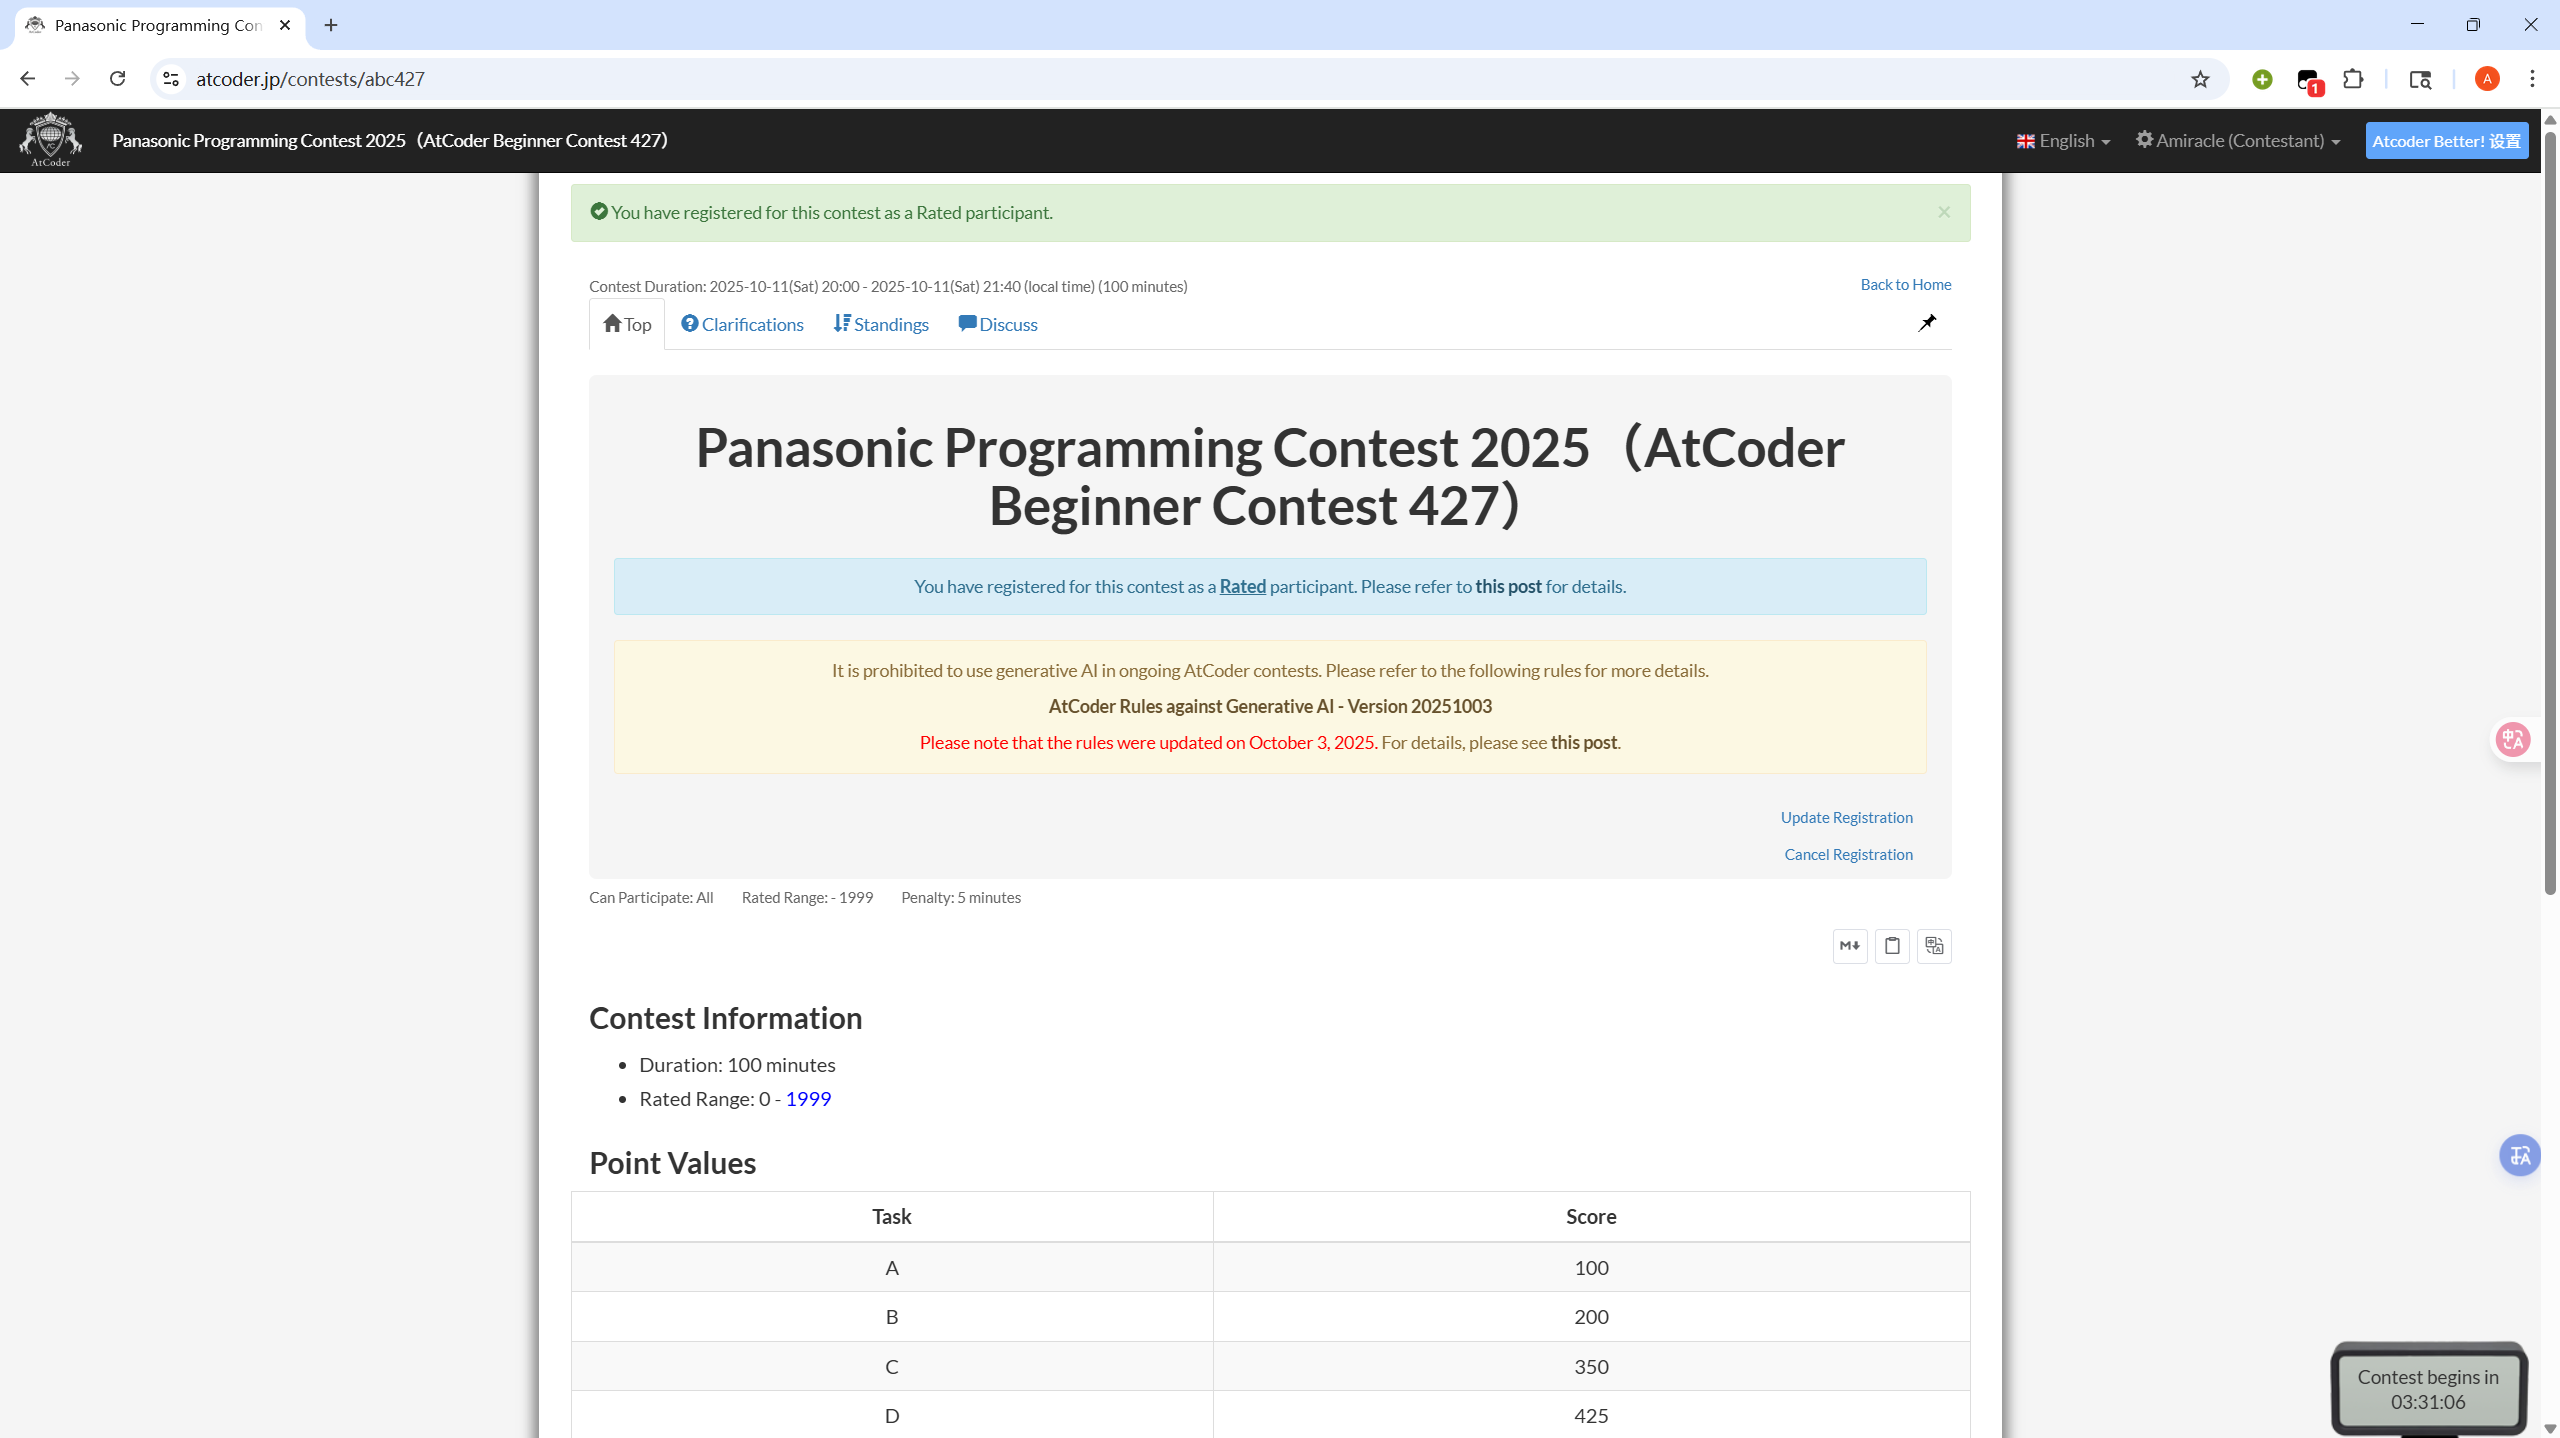 Panasonic Programming Con
atcoder.jp/contests/abc427
1
A
AtCoder
Panasonic Programming Contest 2025（AtCoder Beginner Contest 427）
English
Amiracle (Contestant)
Atcoder Better! 设置
You have registered for this contest as a Rated participant.
×
Contest Duration: 2025-10-11(Sat) 20:00 - 2025-10-11(Sat) 21:40 (local time) (100 minutes)
Back to Home
Top
Clarifications
Standings
Discuss
Panasonic Programming Contest 2025（AtCoder
Beginner Contest 427）
You have registered for this contest as a Rated participant. Please refer to this post for details.
It is prohibited to use generative AI in ongoing AtCoder contests. Please refer to the following rules for more details.
AtCoder Rules against Generative AI - Version 20251003
Please note that the rules were updated on October 3, 2025. For details, please see this post.
Update Registration
Cancel Registration
Can Participate: All
Rated Range: - 1999
Penalty: 5 minutes
Contest Information
Duration: 100 minutes
Rated Range: 0 - 1999
Point Values
Task Score
A 100
B 200
C 350
D 425
Contest begins in
03:31:06